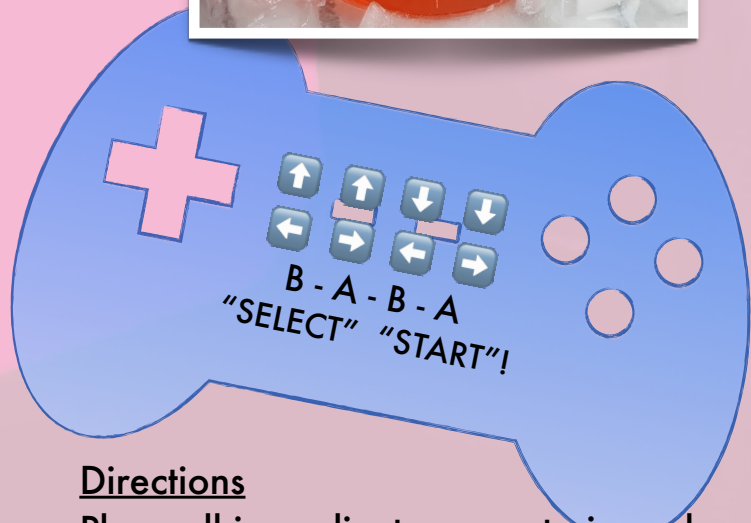 ⬆️⬆️⬇️⬇️
⬅️➡️⬅️➡️
B - A - B - A
“SELECT” “START”!
Directions